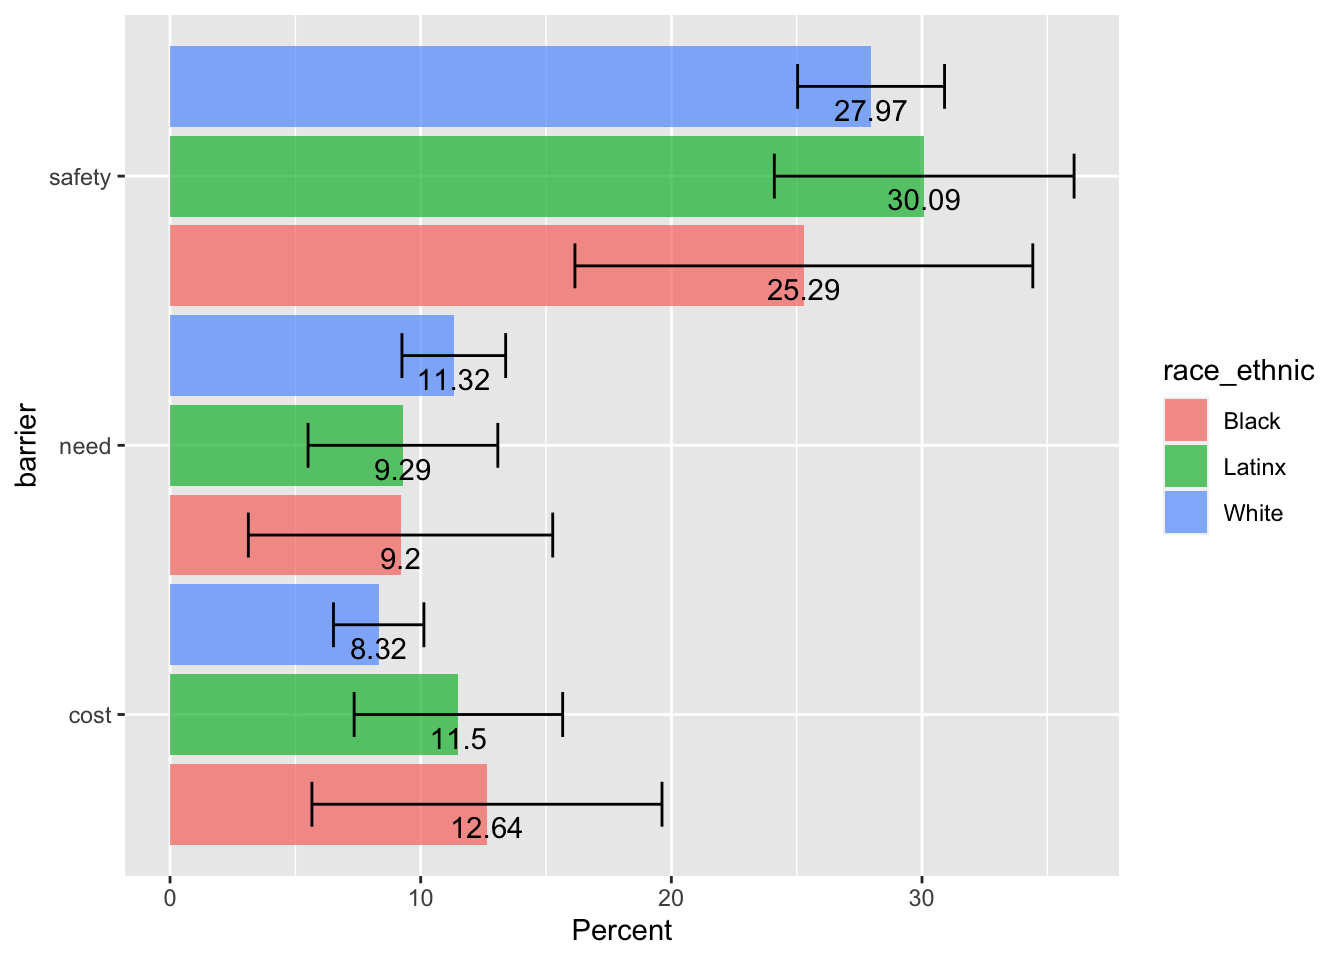 27.97
safety
30.09
25.29
11.32
need
9.29
9.2
8.32
cost
11.5
12.64
0 10 20 30
Percent
barrier
race_ethnic
Black
Latinx
White